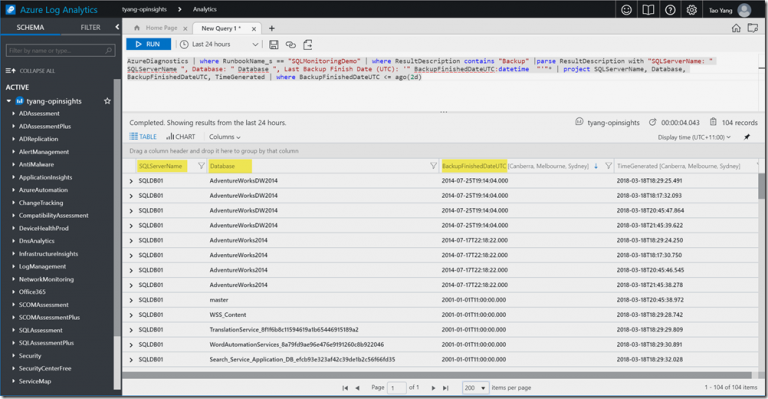 Azure Log Analytics
tyang-opinsights > Analytics
Tao Yang
SCHEMA
FILTER
Filter by name or type...
COLLAPSE ALL
ACTIVE
tyang-opinsights
ADAssessment
ADAssessmentPlus
ADReplication
AlertManagement
AntiMalware
ApplicationInsights
AzureAutomation
ChangeTracking
CompatibilityAssessment
DeviceHealthProd
DnsAnalytics
InfrastructureInsights
LogManagement
NetworkMonitoring
Office365
SCOMAssessment
SCOMAssessmentPlus
SQLAssessment
SQLAssessmentPlus
Security
SecurityCenterFree
ServiceMap
Home Page
New Query 1 *
RUN
Last 24 hours
AzureDiagnostics | where RunbookName_s == "SQLMonitoringDemo" | where ResultDescription contains "Backup" |parse ResultDescription with "SQLServerName: "
SQLServerName ", Database: " Database ", Last Backup Finish Date (UTC): '" BackupFinishedDateUTC:datetime "'"* | project SQLServerName, Database,
BackupFinishedDateUTC, TimeGenerated | where BackupFinishedDateUTC <= ago(2d)
Completed. Showing results from the last 24 hours.
tyang-opinsights
00:00:04.043
104 records
TABLE
CHART
Columns
Display time (UTC+11:00)
Drag a column header and drop it here to group by that column
SQLServerName Database BackupFinishedDateUTC [Canberra, Melbourne, Sydney] TimeGenerated [Canberra, Melbourne, Sydney]
SQLDB01 AdventureWorksDW2014 2014-07-25T19:14:04.000 2018-03-18T18:29:25.491
SQLDB01 AdventureWorksDW2014 2014-07-25T19:14:04.000 2018-03-18T18:17:32.093
SQLDB01 AdventureWorksDW2014 2014-07-25T19:14:04.000 2018-03-18T20:45:47.864
SQLDB01 AdventureWorksDW2014 2014-07-25T19:14:04.000 2018-03-18T21:45:39.622
SQLDB01 AdventureWorks2014 2014-07-17T22:18:22.000 2018-03-18T18:29:24.250
SQLDB01 AdventureWorks2014 2014-07-17T22:18:22.000 2018-03-18T18:17:30.750
SQLDB01 AdventureWorks2014 2014-07-17T22:18:22.000 2018-03-18T20:45:46.545
SQLDB01 AdventureWorks2014 2014-07-17T22:18:22.000 2018-03-18T21:45:38.278
SQLDB01 master 2001-01-01T11:00:00.000 2018-03-18T20:45:38.972
SQLDB01 WSS_Content 2001-01-01T11:00:00.000 2018-03-18T18:29:28.742
SQLDB01 TranslationService_8f1f6b8c11594619a1b65446915189a2 2001-01-01T11:00:00.000 2018-03-18T18:29:29.809
SQLDB01 WordAutomationServices_8a79fd9ae96e476e9191260c8b922046 2001-01-01T11:00:00.000 2018-03-18T18:29:30.891
SQLDB01 Search_Service_Application_DB_efcb93e323af42c39de1b2c56f66fd35 2001-01-01T11:00:00.000 2018-03-18T18:29:32.028
Page 1 of 1
200 items per page
1 - 104 of 104 items